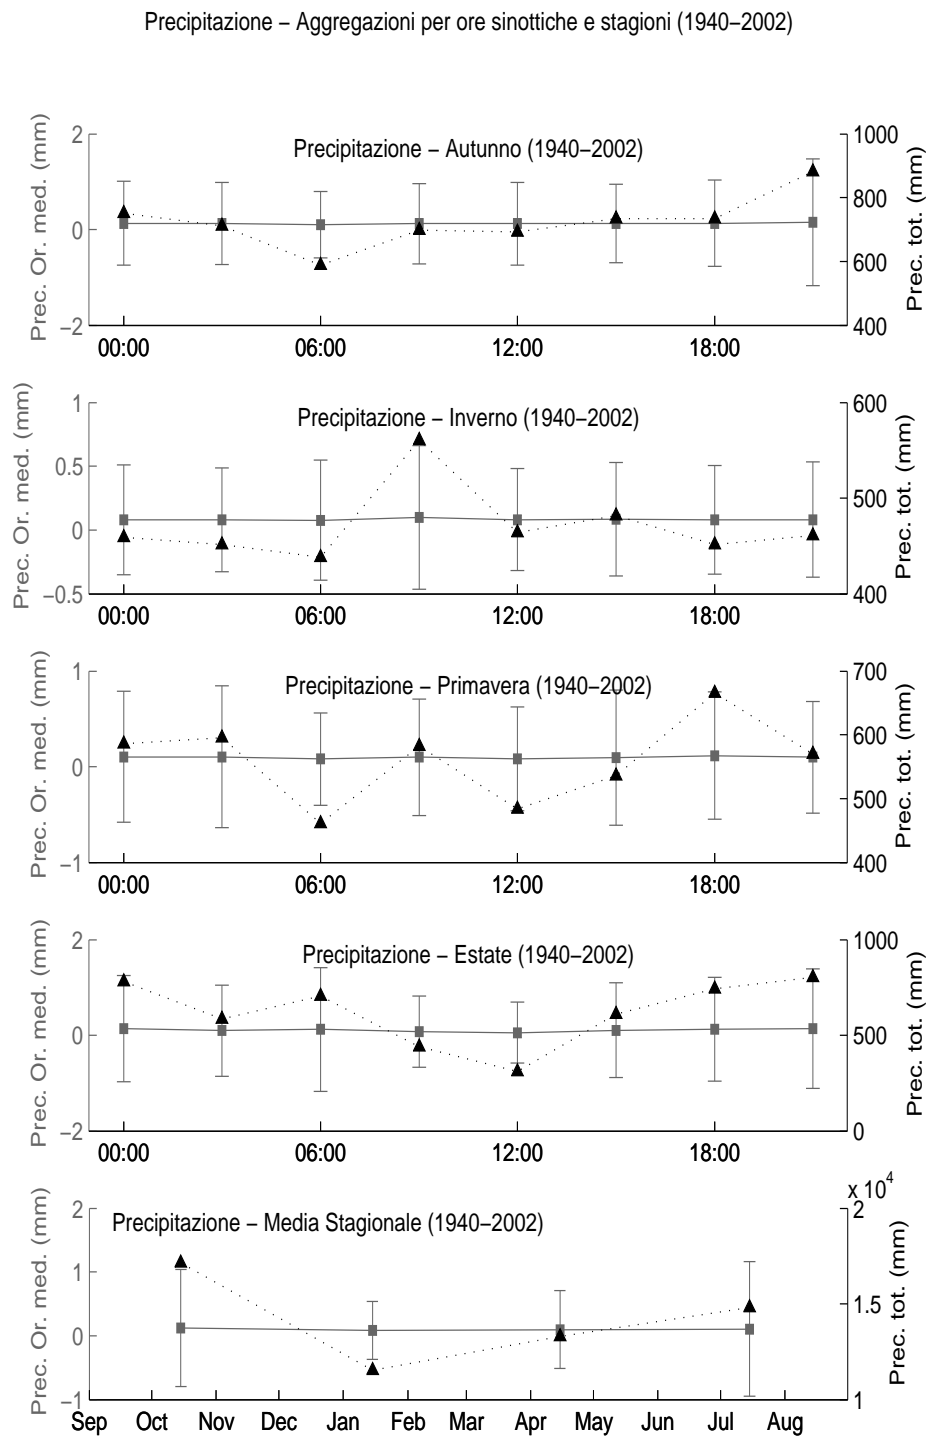 Precipitazione – Aggregazioni per ore sinottiche e stagioni (1940–2002)
Precipitazione – Autunno (1940–2002)
Prec. Or. med. (mm)
2
0
−2
Prec. tot. (mm)
1000
800
600
400
00:00 06:00 12:00 18:00
Precipitazione – Inverno (1940–2002)
Prec. Or. med. (mm)
1
0.5
0
−0.5
Prec. tot. (mm)
600
500
400
00:00 06:00 12:00 18:00
Precipitazione – Primavera (1940–2002)
Prec. Or. med. (mm)
1
0
−1
Prec. tot. (mm)
700
600
500
400
00:00 06:00 12:00 18:00
Precipitazione – Estate (1940–2002)
Prec. Or. med. (mm)
2
0
−2
Prec. tot. (mm)
1000
500
0
00:00 06:00 12:00 18:00
Precipitazione – Media Stagionale (1940–2002)
Prec. Or. med. (mm)
2
1
0
−1
x 10^4
Prec. tot. (mm)
2
1.5
1
Sep Oct Nov Dec Jan Feb Mar Apr May Jun Jul Aug